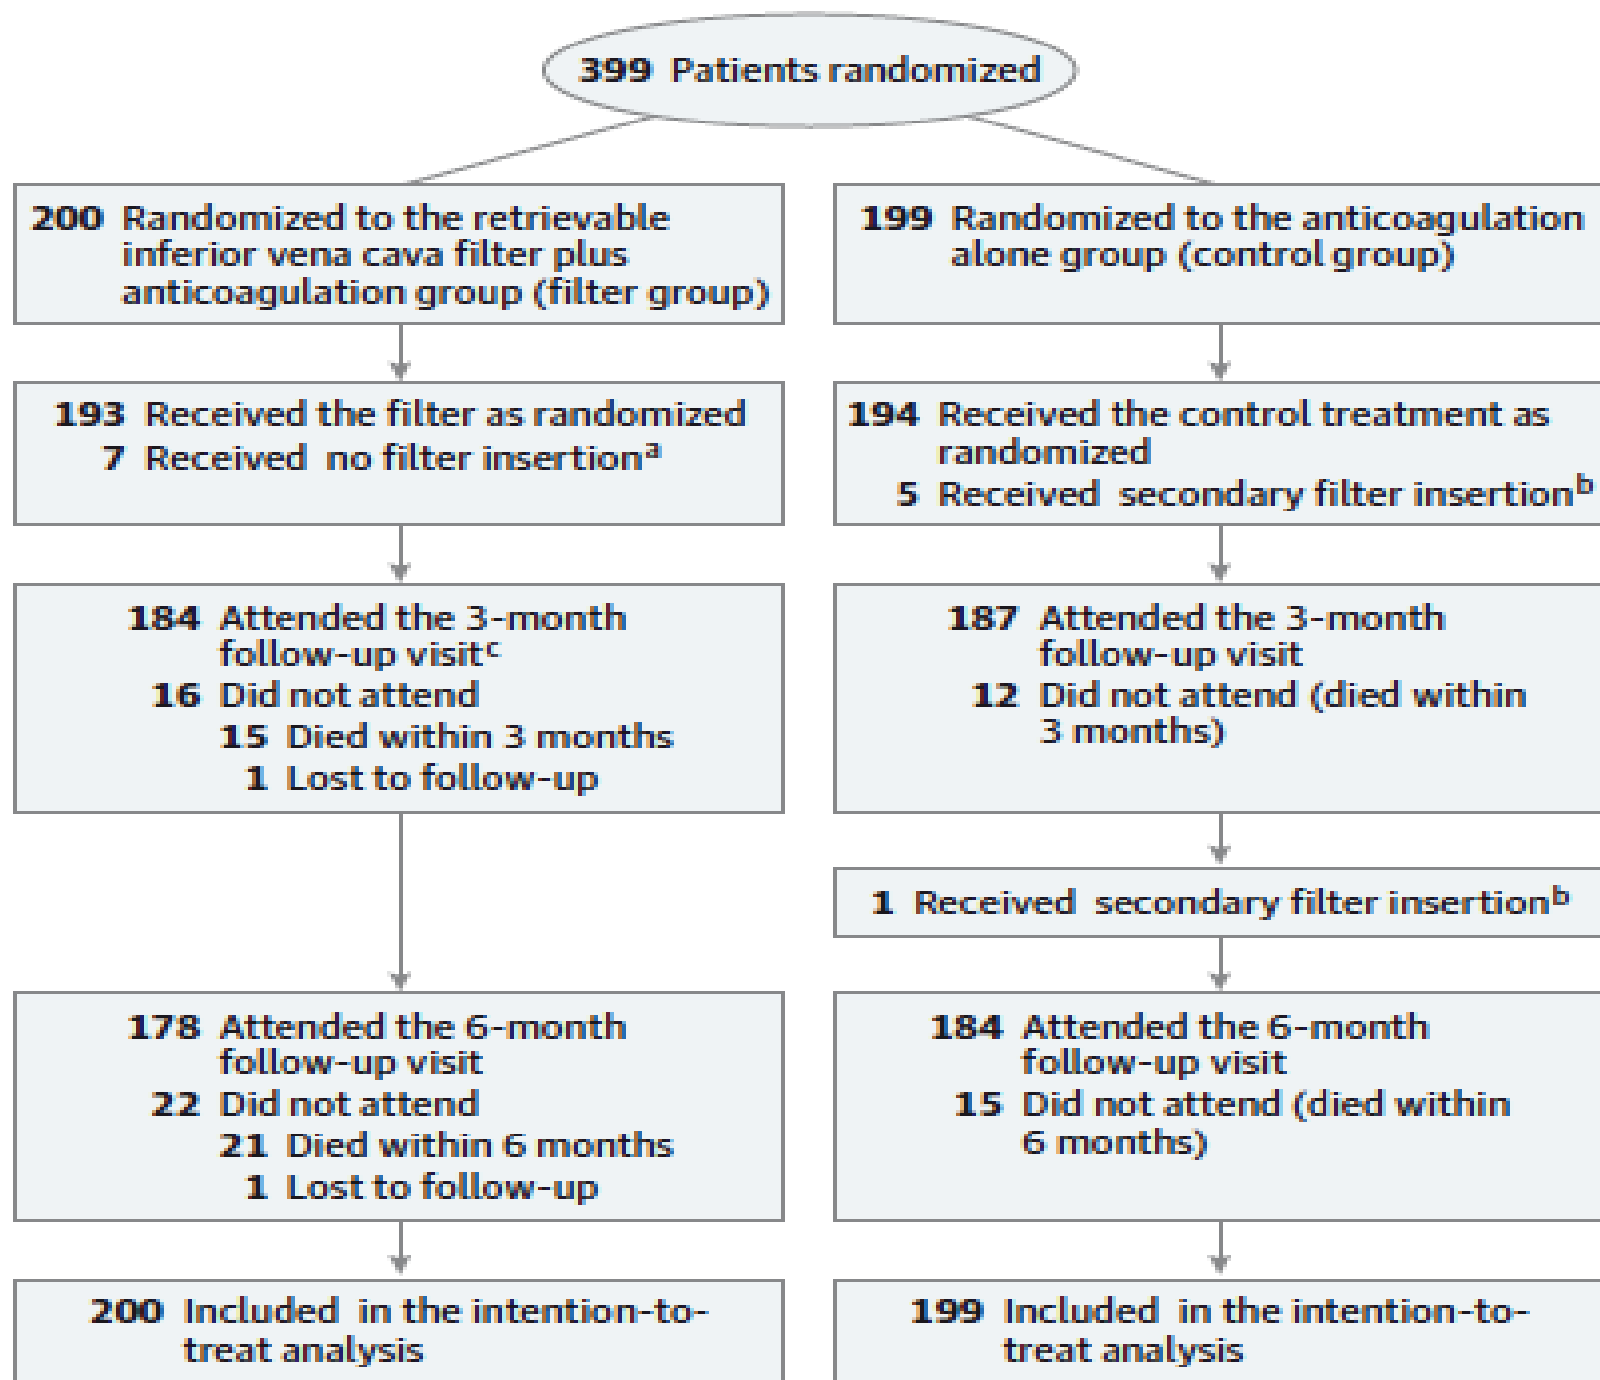 399 Patients randomized
200 Randomized to the retrievable
inferior vena cava filter plus
anticoagulation group (filter group)
199 Randomized to the anticoagulation
alone group (control group)
193 Received the filter as randomized
7 Received no filter insertionᵃ
194 Received the control treatment as
randomized
5 Received secondary filter insertionᵇ
184 Attended the 3-month
follow-up visitᶜ
16 Did not attend
15 Died within 3 months
1 Lost to follow-up
187 Attended the 3-month
follow-up visit
12 Did not attend (died within
3 months)
1 Received secondary filter insertionᵇ
178 Attended the 6-month
follow-up visit
22 Did not attend
21 Died within 6 months
1 Lost to follow-up
184 Attended the 6-month
follow-up visit
15 Did not attend (died within
6 months)
200 Included in the intention-to-
treat analysis
199 Included in the intention-to-
treat analysis